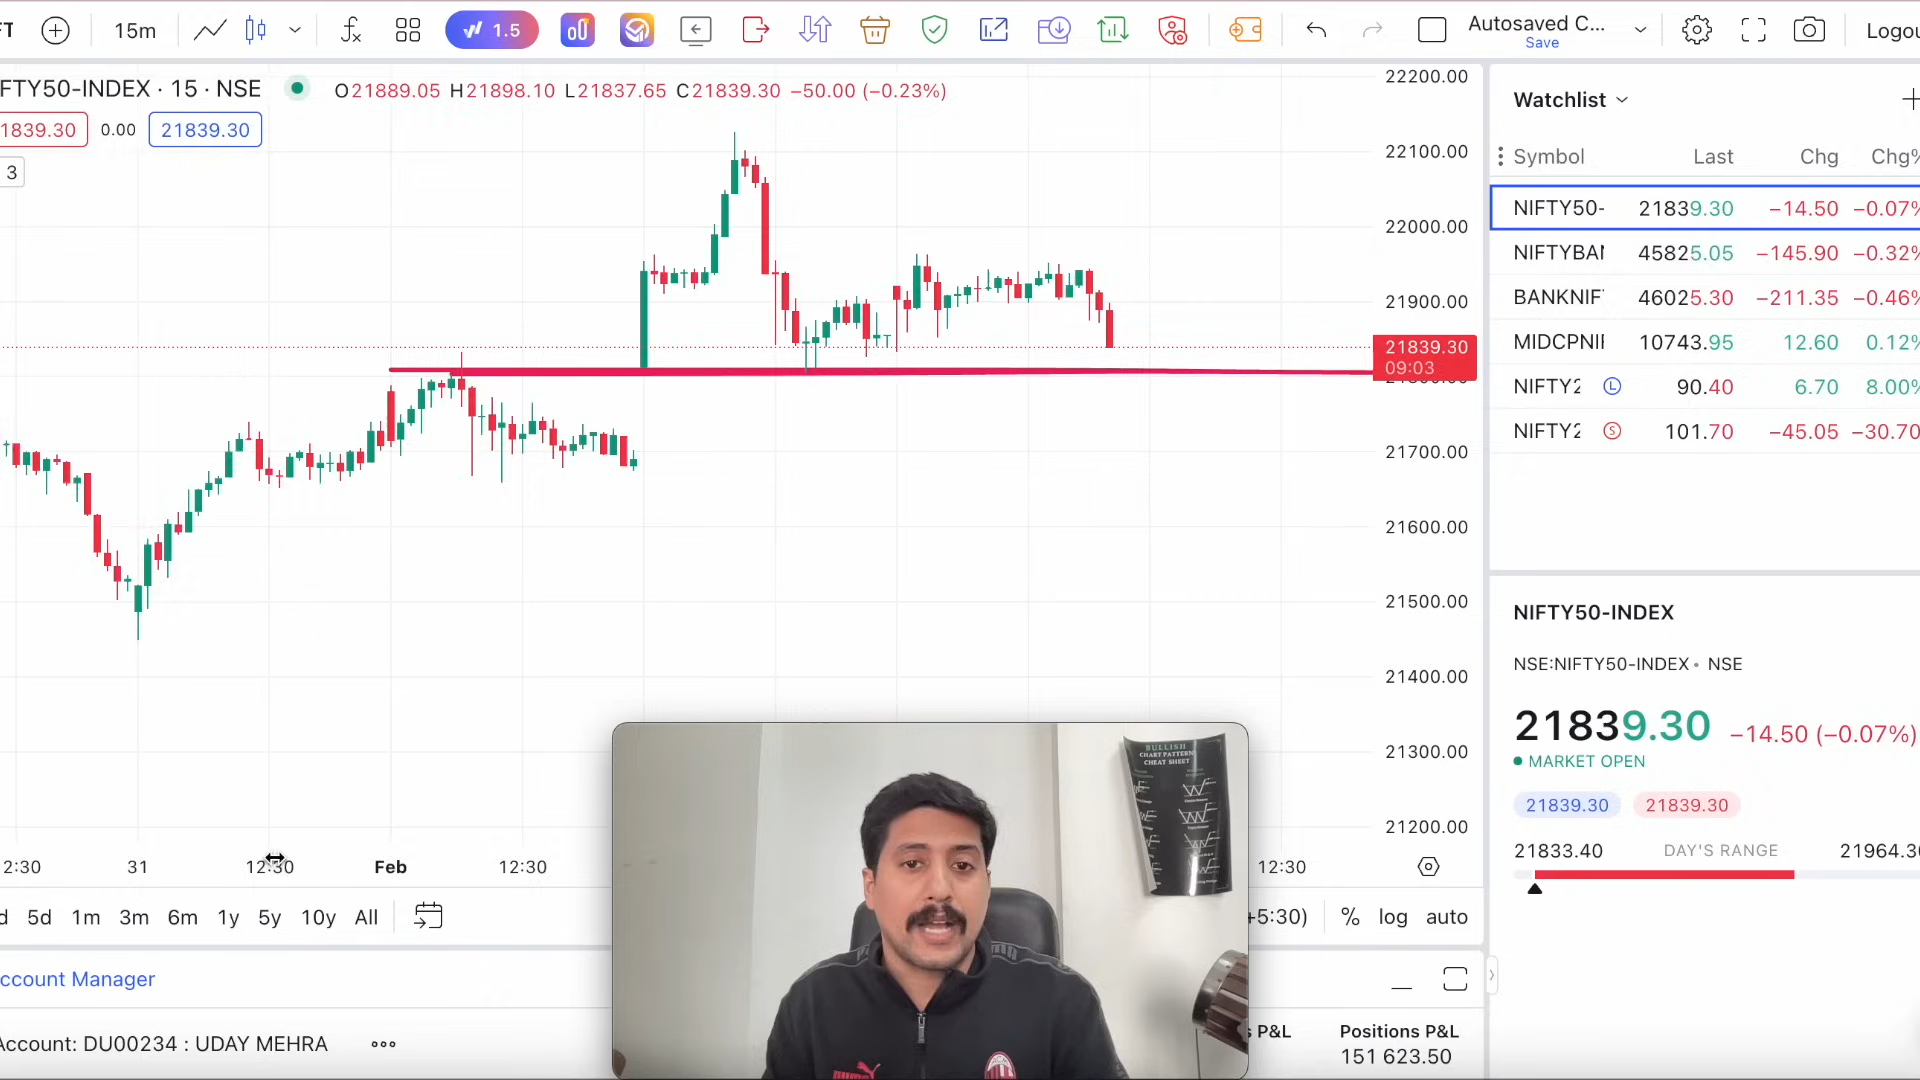 FT
15m
1.5
Autosaved C...
Save
Logou
FTY50-INDEX · 15 · NSE
O21889.05 H21898.10 L21837.65 C21839.30 −50.00 (−0.23%)
1839.30
0.00
21839.30
3
22200.00
22100.00
22000.00
21900.00
21839.30
09:03
21700.00
21600.00
21500.00
21400.00
21300.00
21200.00
2:30
31
12:30
Feb
12:30
12:30
d
5d
1m
3m
6m
1y
5y
10y
All
+5:30)
%
log
auto
ccount Manager
Account: DU00234 : UDAY MEHRA
s P&L
Positions P&L
151 623.50
Watchlist
Symbol Last Chg Chg%
NIFTY50- 21839.30 −14.50 −0.07%
NIFTYBAN 45825.05 −145.90 −0.32%
BANKNIF 46025.30 −211.35 −0.46%
MIDCPNII 10743.95 12.60 0.12%
NIFTY2 L 90.40 6.70 8.00%
NIFTY2 S 101.70 −45.05 −30.70
NIFTY50-INDEX
NSE:NIFTY50-INDEX • NSE
21839.30 −14.50 (−0.07%)
MARKET OPEN
21839.30
21839.30
21833.40 DAY'S RANGE 21964.30
BULLISH
CHART PATTERN
CHEAT SHEET
PUMA